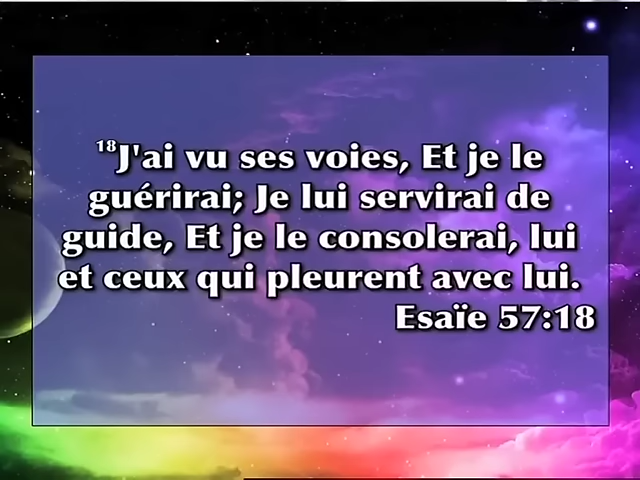 18J'ai vu ses voies, Et je le
guérirai; Je lui servirai de
guide, Et je le consolerai, lui
et ceux qui pleurent avec lui.
Esaïe 57:18